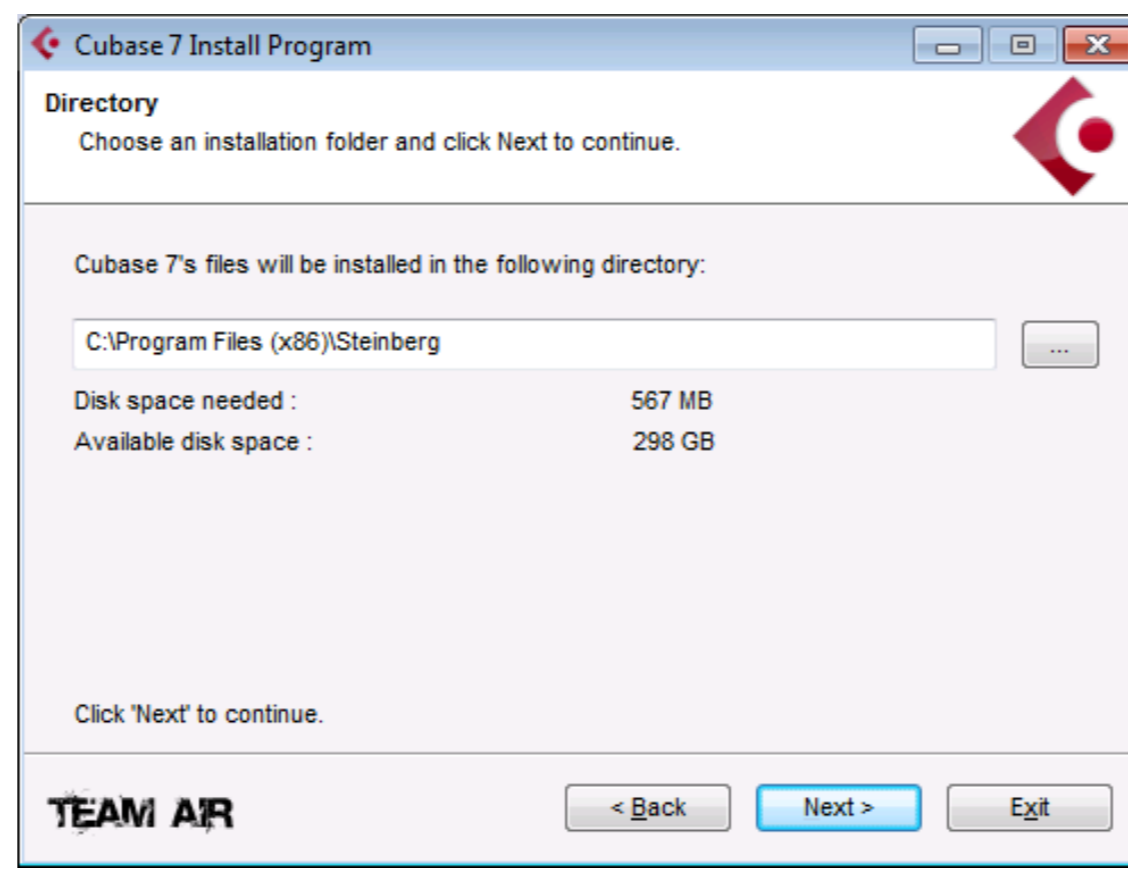 Cubase 7 Install Program
Directory
Choose an installation folder and click Next to continue.
Cubase 7's files will be installed in the following directory:
C:\Program Files (x86)\Steinberg
...
Disk space needed : 567 MB
Available disk space : 298 GB
Click 'Next' to continue.
TEAM AIR < Back Next > Exit